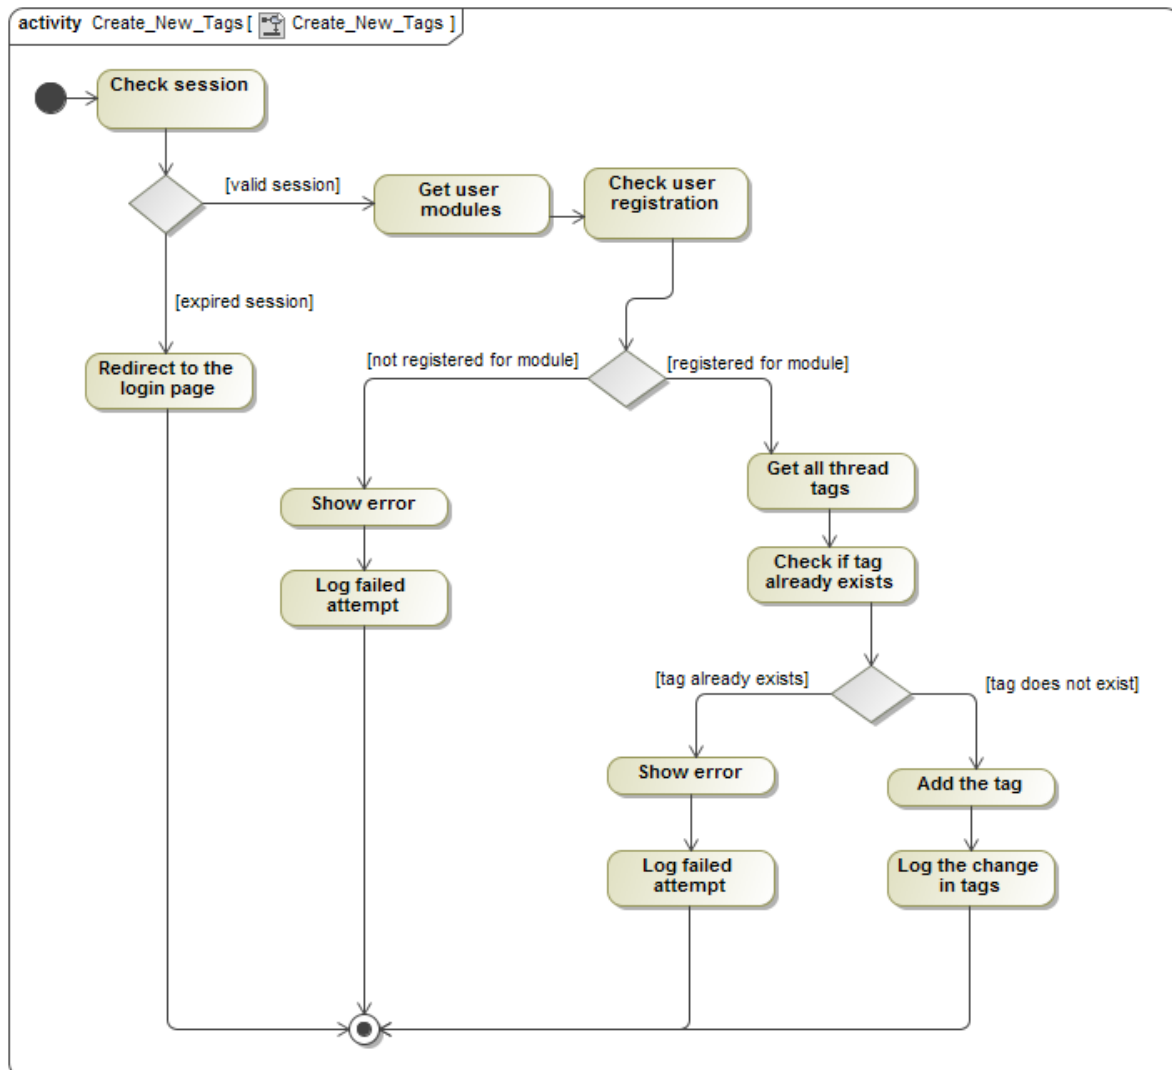 activity Create_New_Tags [ Create_New_Tags ]
Check session
[valid session]
Get user
modules
Check user
registration
[expired session]
Redirect to the
login page
[not registered for module]
[registered for module]
Get all thread
tags
Show error
Check if tag
already exists
Log failed
attempt
[tag already exists]
[tag does not exist]
Show error
Add the tag
Log failed
attempt
Log the change
in tags